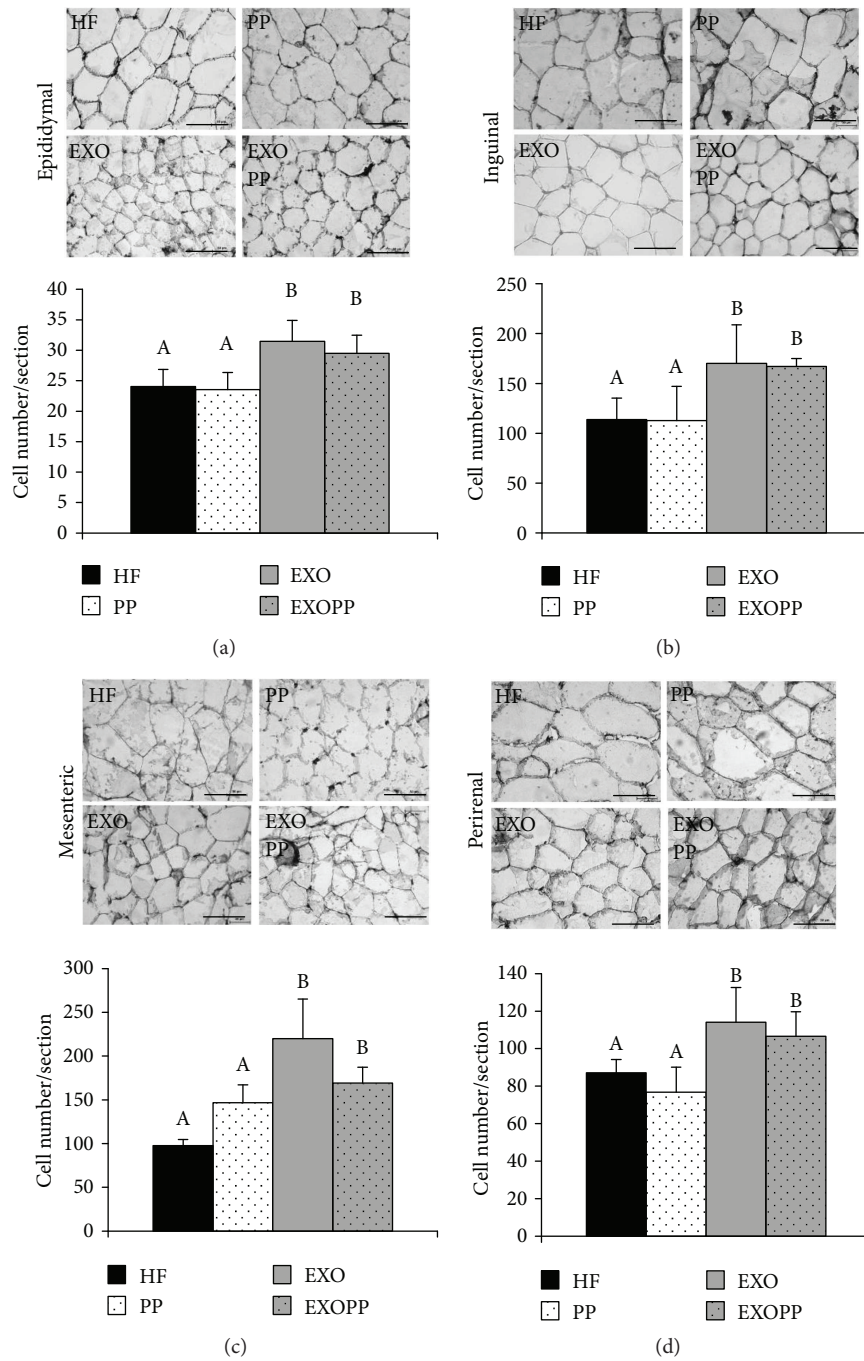 HF
PP
EXO
EXO
PP
Epididymal
Cell number/section
40
35
30
25
20
15
10
5
0
A
A
B
B
HF
PP
EXO
EXOPP
(a)
HF
PP
EXO
EXO
PP
Inguinal
Cell number/section
250
200
150
100
50
0
A
A
B
B
HF
PP
EXO
EXOPP
(b)
HF
PP
EXO
EXO
PP
Mesenteric
Cell number/section
300
250
200
150
100
50
0
A
A
B
B
HF
PP
EXO
EXOPP
(c)
HF
PP
EXO
EXO
PP
Perirenal
Cell number/section
140
120
100
80
60
40
20
0
A
A
B
B
HF
PP
EXO
EXOPP
(d)